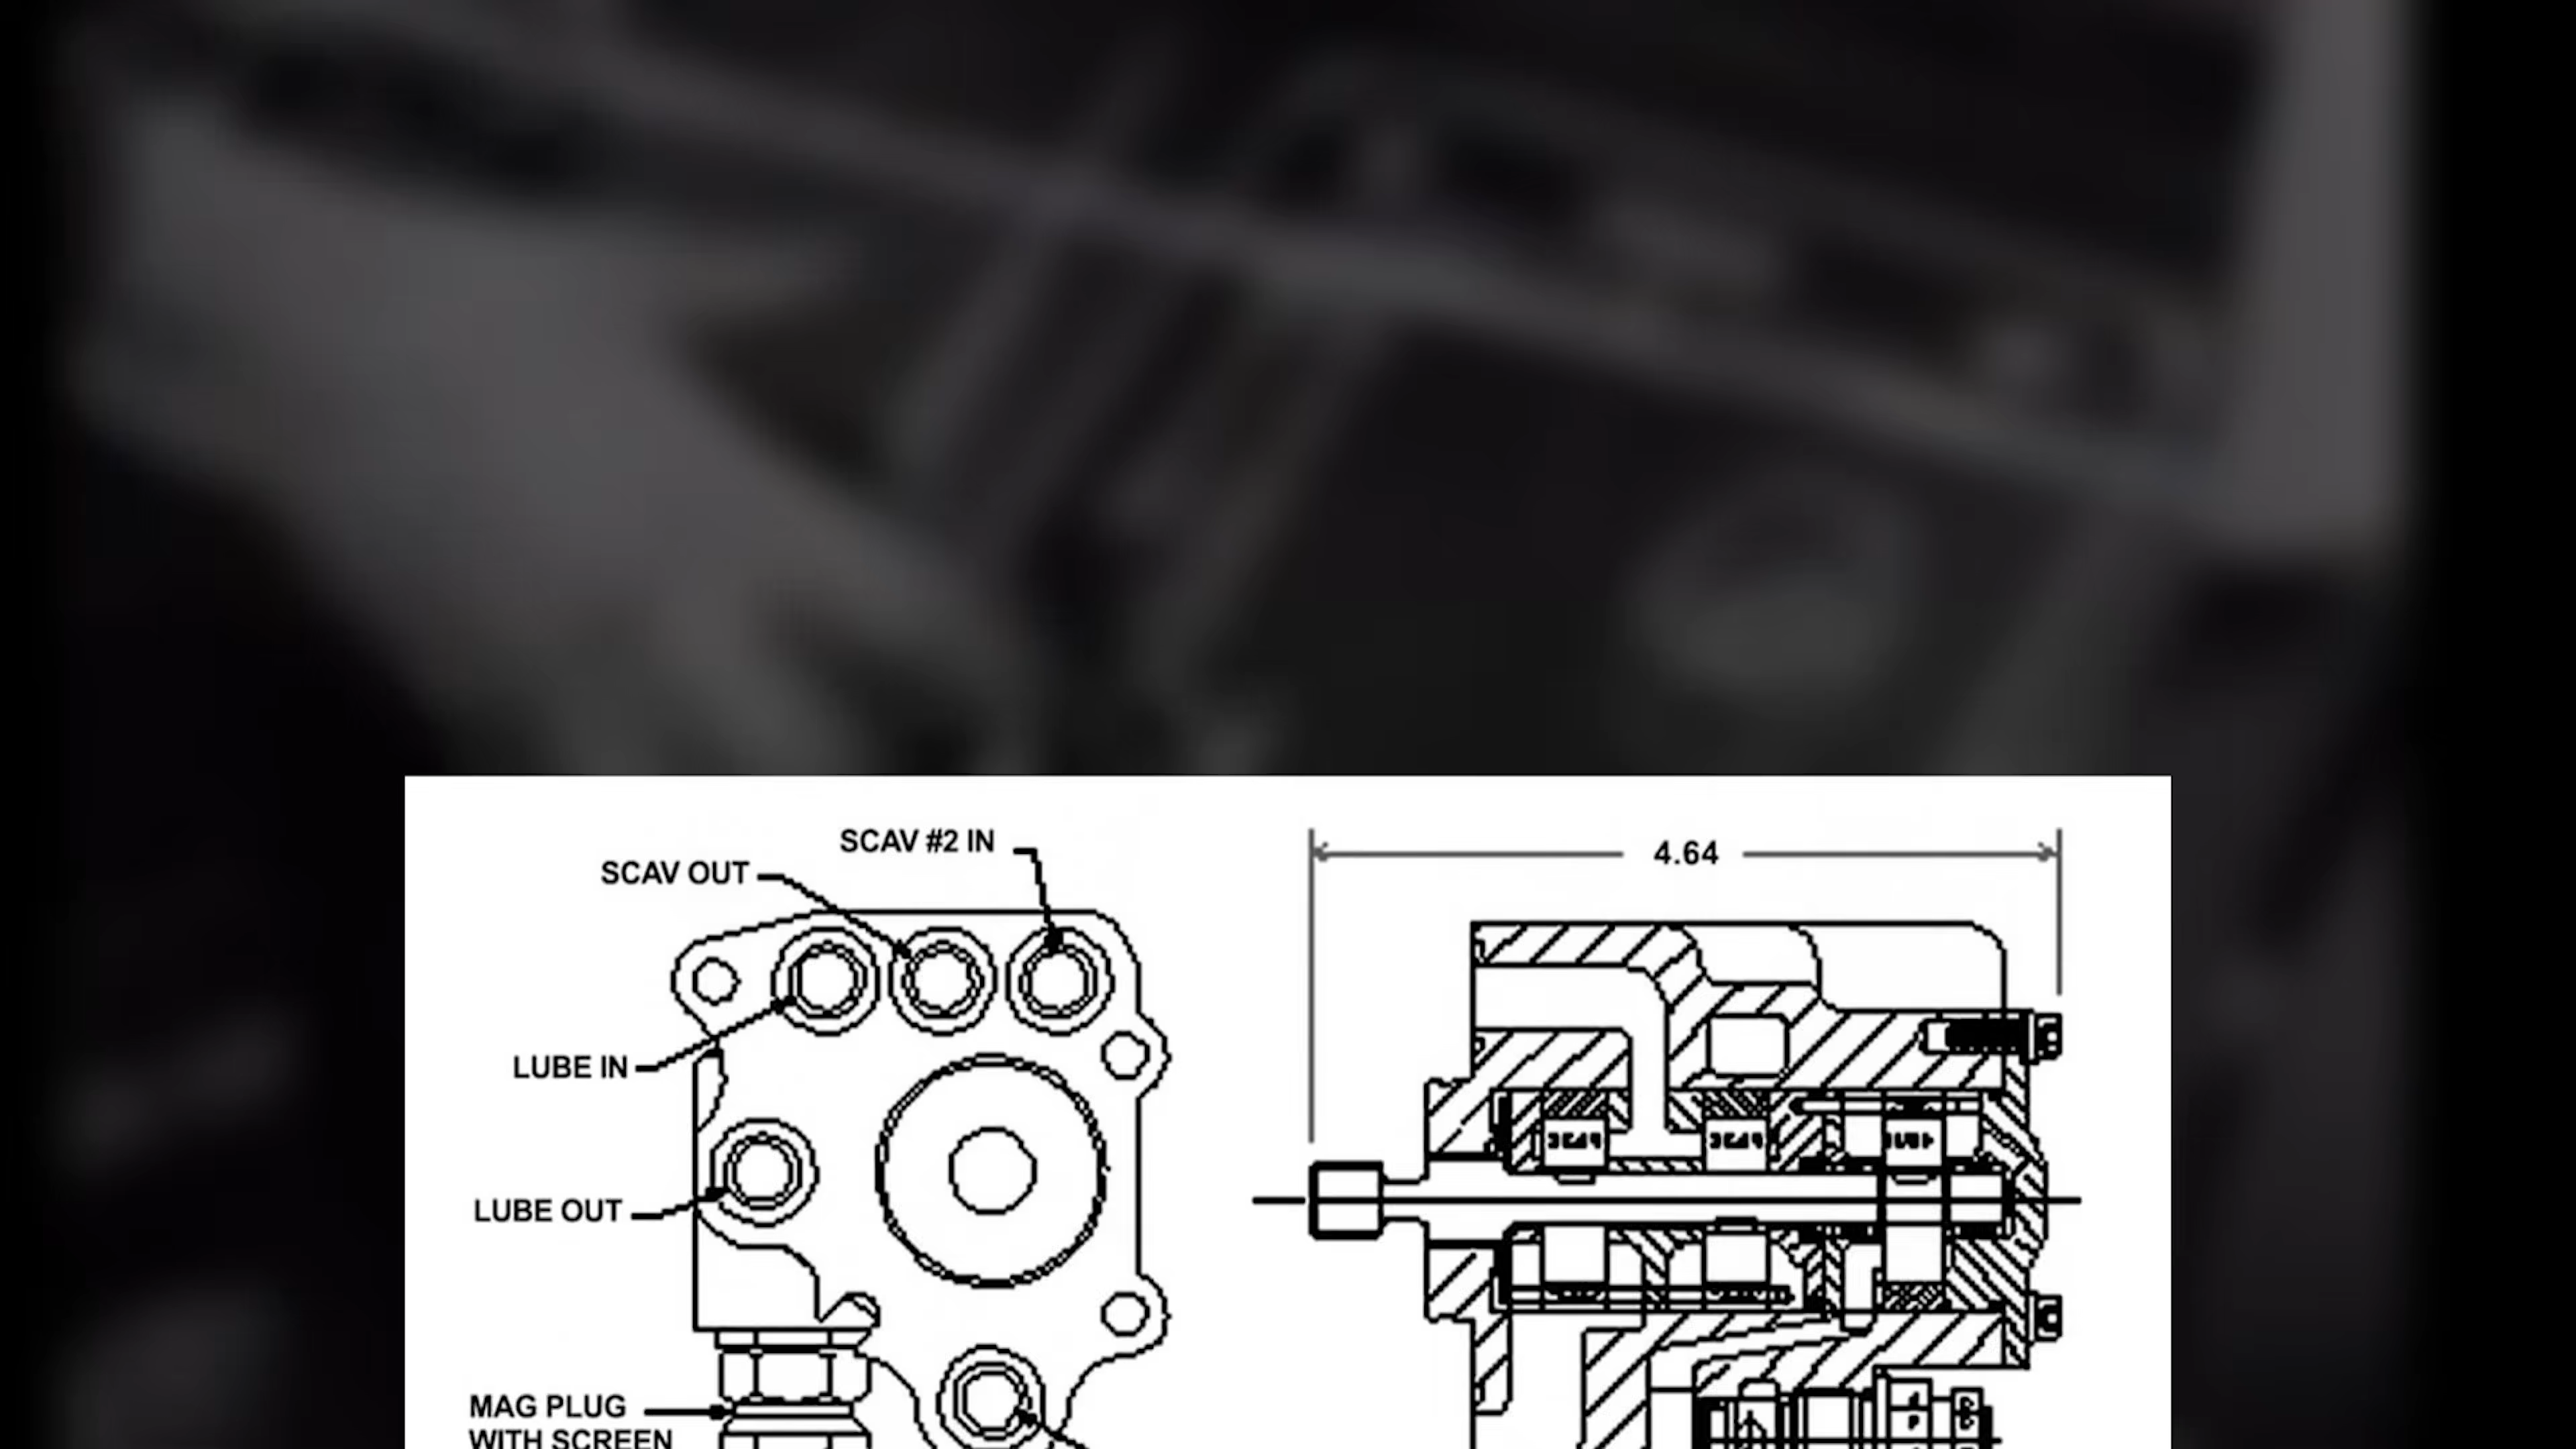 SCAV #2 IN
SCAV OUT
4.64
LUBE IN
LUBE OUT
MAG PLUG
WITH SCREEN